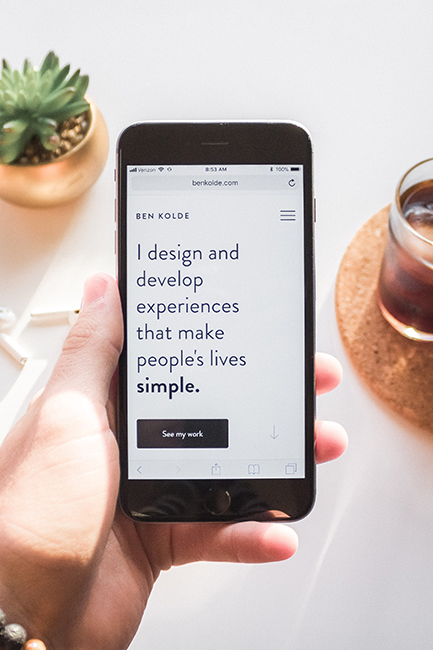 Verizon 8:53 AM 100%
benkolde.com
BEN KOLDE
I design and
develop
experiences
that make
people's lives
simple.
See my work